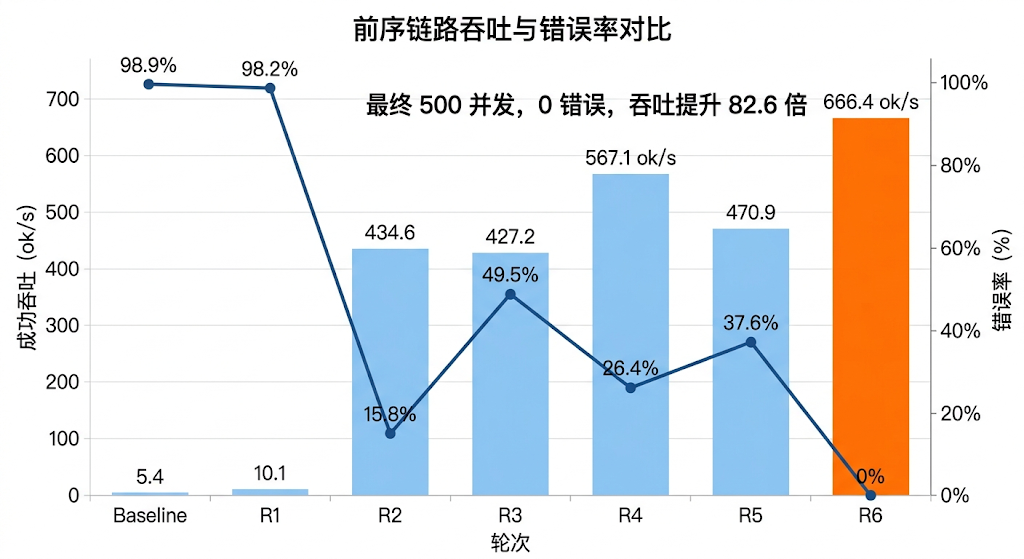 前序链路吞吐与错误率对比
98.9%
98.2%
最终 500 并发，0 错误，吞吐提升 82.6 倍
666.4 ok/s
567.1 ok/s
434.6
427.2
470.9
49.5%
37.6%
26.4%
15.8%
5.4
10.1
0%
700
600
500
400
300
200
100
0
成功吞吐 (ok/s)
100%
80%
60%
40%
20%
0%
错误率 (%)
Baseline
R1
R2
R3
R4
R5
R6
轮次